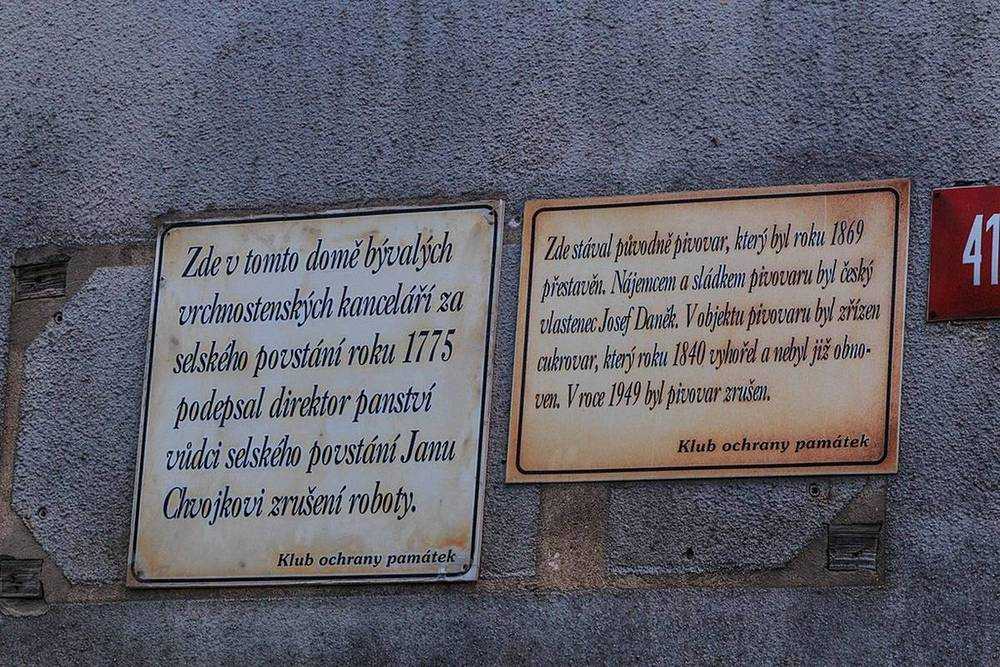 Zde v tomto domě bývalých
vrchnostenských kanceláří za
selského povstání roku 1775
podepsal direktor panství
vůdci selského povstání Janu
Chvojkovi zrušení roboty.
Klub ochrany památek
Zde stával původně pivovar, který byl roku 1869
přestavěn. Nájemcem a sládkem pivovaru byl český
vlastenec Josef Daněk. V objektu pivovaru byl zřízen
cukrovar, který roku 1840 vyhořel a nebyl již obno-
ven. V roce 1949 byl pivovar zrušen.
Klub ochrany památek
41